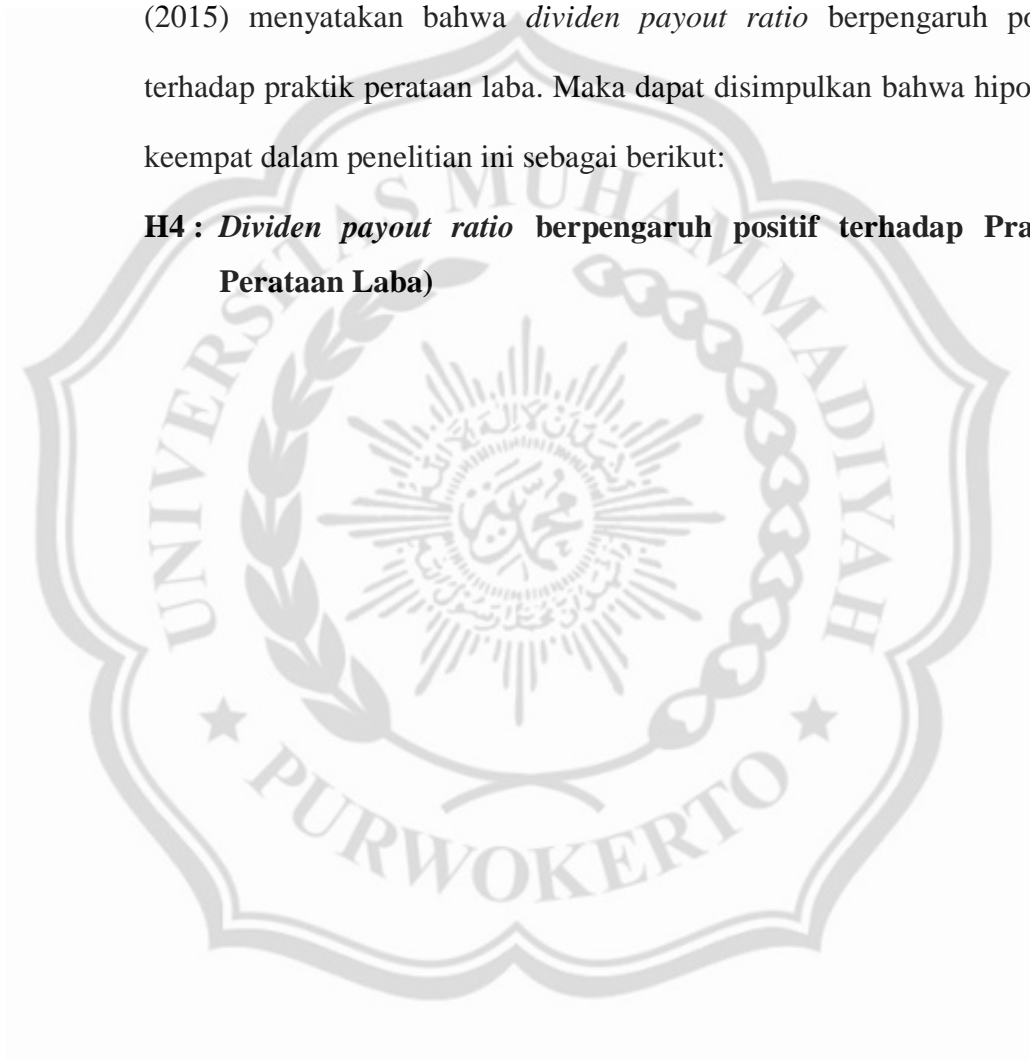 (2015) menyatakan bahwa dividen payout ratio berpengaruh po
terhadap praktik perataan laba. Maka dapat disimpulkan bahwa hipo
keempat dalam penelitian ini sebagai berikut:
H4 : Dividen payout ratio berpengaruh positif terhadap Pra
Perataan Laba)
UNIVERSITAS MUHAMMADIYAH
PURWOKERTO